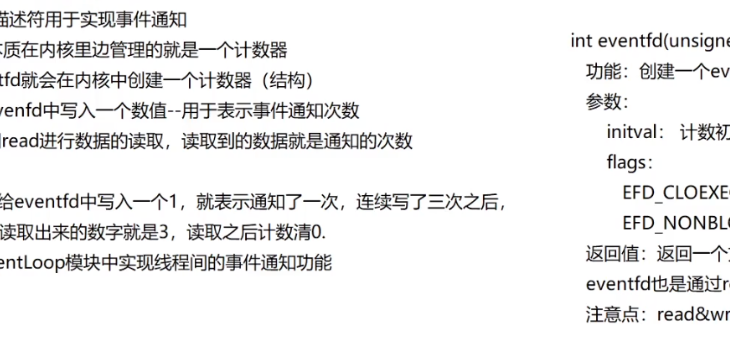 描述符用于实现事件通知
质在内核里边管理的就是一个计数器
tfd就会在内核中创建一个计数器（结构）
venfd中写入一个数值--用于表示事件通知次数
read进行数据的读取，读取到的数据就是通知的次数
给eventfd中写入一个1，就表示通知了一次，连续写了三次之后，
读取出来的数字就是3，读取之后计数清0.
entLoop模块中实现线程间的事件通知功能
int eventfd(unsigne
功能：创建一个ev
参数：
initval： 计数初
flags：
EFD_CLOEXE
EFD_NONBLO
返回值：返回一个
eventfd也是通过r
注意点：read&wr